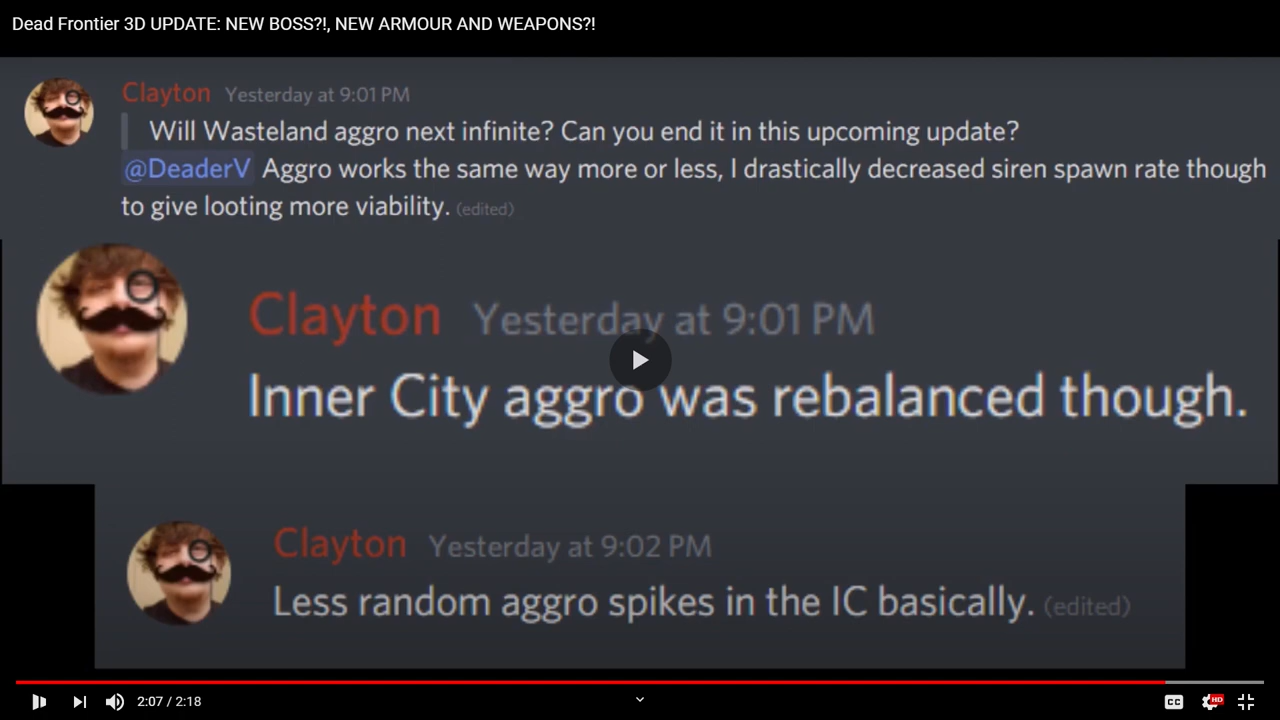 Dead Frontier 3D UPDATE: NEW BOSS?!, NEW ARMOUR AND WEAPONS?!
Clayton Yesterday at 9:01 PM
Will Wasteland aggro next infinite? Can you end it in this upcoming update?
@DeaderV Aggro works the same way more or less, I drastically decreased siren spawn rate though
to give looting more viability. (edited)
Clayton Yesterday at 9:01 PM
Inner City aggro was rebalanced though.
Clayton Yesterday at 9:02 PM
Less random aggro spikes in the IC basically. (edited)
2:07 / 2:18
CC
HD